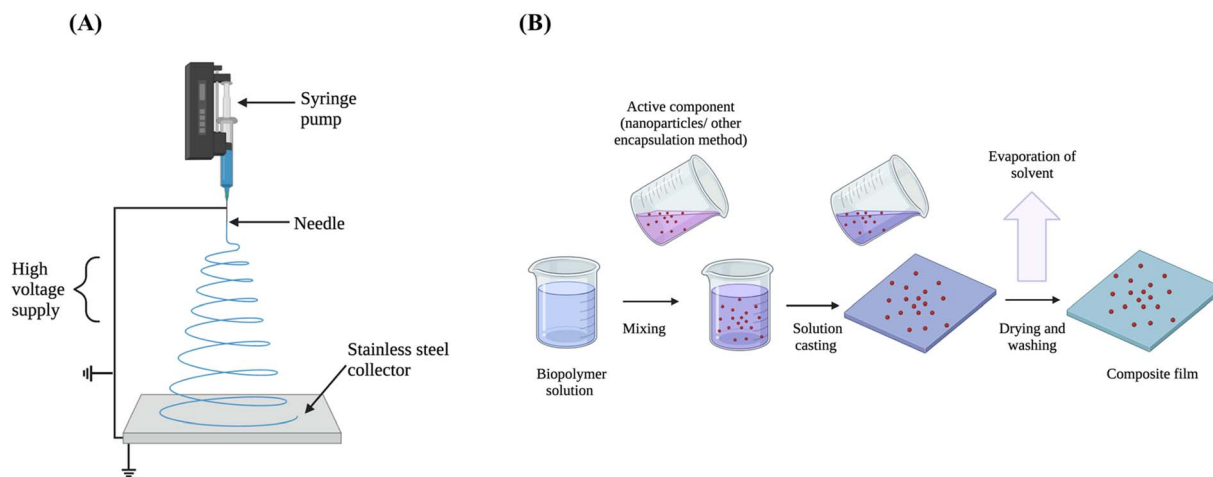 (A)
Syringe
pump
Needle
High
voltage
supply
Stainless steel
collector
(B)
Active component
(nanoparticles/ other
encapsulation method)
Evaporation of
solvent
Mixing
Solution
casting
Drying and
washing
Biopolymer
solution
Composite film